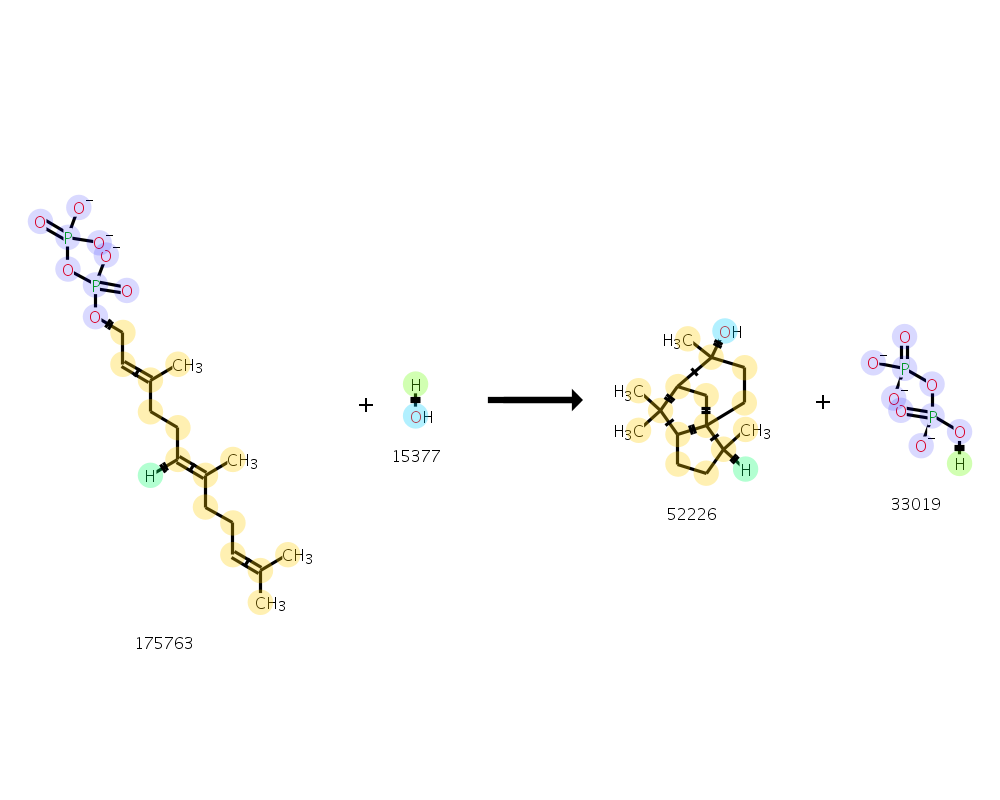 O
O−
P
O−
O−
O
P
O
O
CH3
H
CH3
CH3
CH3
175763
+
H
OH
15377
H3C
OH
H3C
H3C
CH3
H
52226
+
O
O−
P
O
O−
O
P
O
O−
H
33019